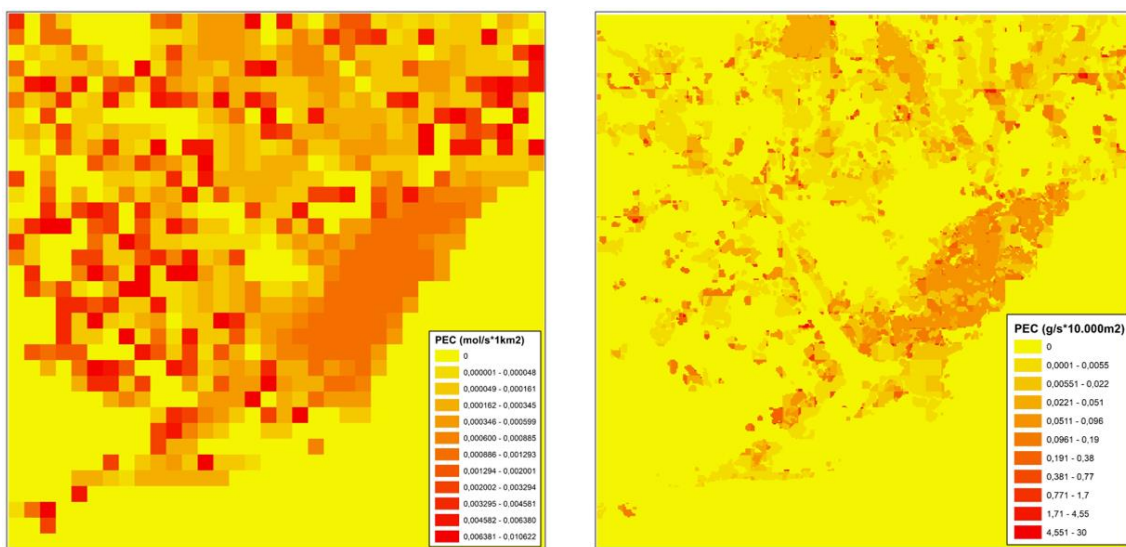 PEC (mol/s*1km2)
0
0,000001 - 0,000048
0,000049 - 0,000161
0,000162 - 0,000345
0,000346 - 0,000599
0,000600 - 0,000885
0,000886 - 0,001293
0,001294 - 0,002001
0,002002 - 0,003294
0,003295 - 0,004581
0,004582 - 0,006380
0,006381 - 0,010622
PEC (g/s*10.000m2)
0
0,0001 - 0,0055
0,00551 - 0,022
0,0221 - 0,051
0,0511 - 0,096
0,0961 - 0,19
0,191 - 0,38
0,381 - 0,77
0,771 - 1,7
1,71 - 4,55
4,551 - 30